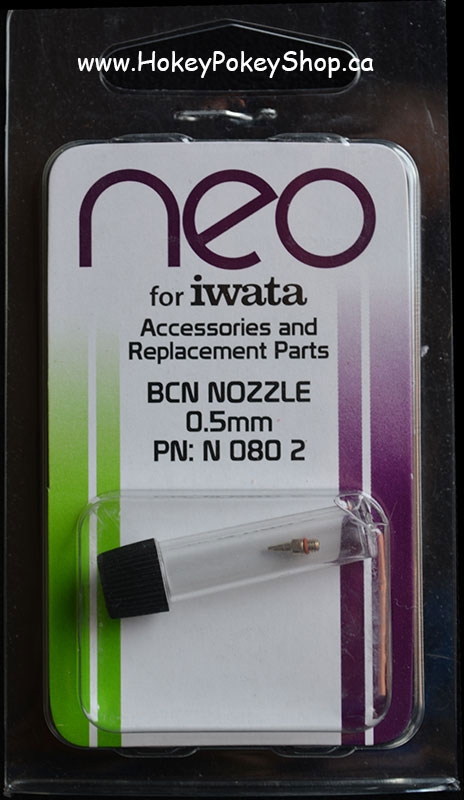 www.HokeyPokeyShop.ca
neo
for iwata
Accessories and
Replacement Parts
BCN NOZZLE
0.5mm
PN: N 080 2